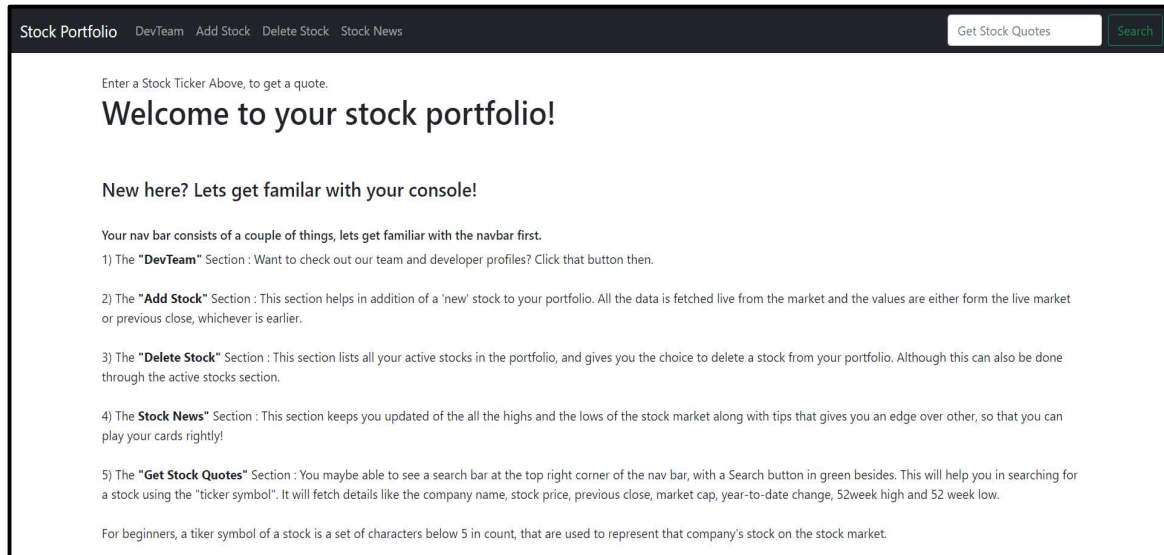 Stock Portfolio DevTeam Add Stock Delete Stock Stock News Get Stock Quotes Search
Enter a Stock Ticker Above, to get a quote.
Welcome to your stock portfolio!
New here? Lets get familar with your console!
Your nav bar consists of a couple of things, lets get familiar with the navbar first.
1) The "DevTeam" Section : Want to check out our team and developer profiles? Click that button then.
2) The "Add Stock" Section : This section helps in addition of a 'new' stock to your portfolio. All the data is fetched live from the market and the values are either form the live market
or previous close, whichever is earlier.
3) The "Delete Stock" Section : This section lists all your active stocks in the portfolio, and gives you the choice to delete a stock from your portfolio. Although this can also be done
through the active stocks section.
4) The Stock News" Section : This section keeps you updated of the all the highs and the lows of the stock market along with tips that gives you an edge over other, so that you can
play your cards rightly!
5) The "Get Stock Quotes" Section : You maybe able to see a search bar at the top right corner of the nav bar, with a Search button in green besides. This will help you in searching for
a stock using the "ticker symbol". It will fetch details like the company name, stock price, previous close, market cap, year-to-date change, 52week high and 52 week low.
For beginners, a tiker symbol of a stock is a set of characters below 5 in count, that are used to represent that company's stock on the stock market.